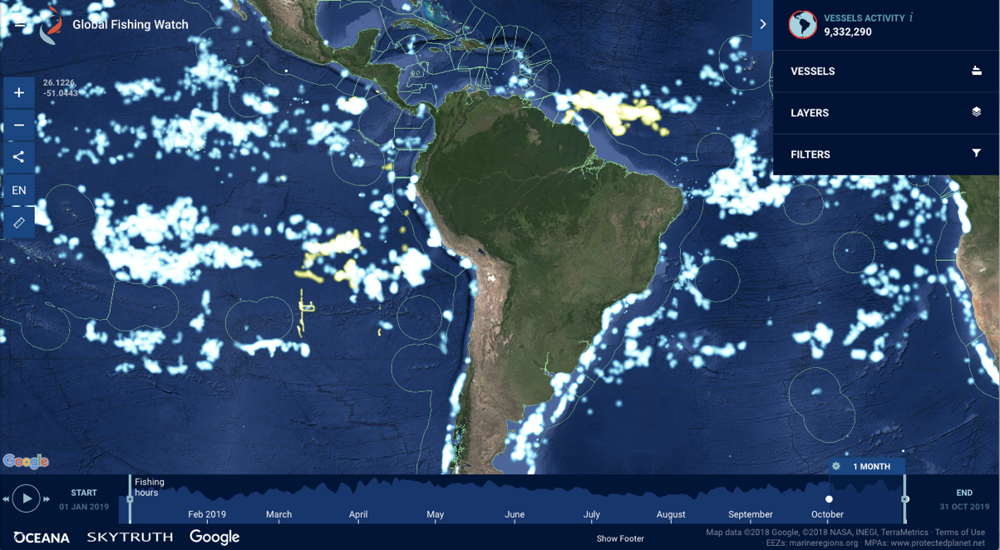 Global Fishing Watch
VESSELS ACTIVITY i
9,332,290
VESSELS
LAYERS
FILTERS
26.1226,
-51.0443
EN
Google
1 MONTH
START
01 JAN 2019
Fishing
hours
Feb 2019 March April May June July August September October
END
31 OCT 2019
OCEANA SKYTRUTH Google
Show Footer
Map data ©2018 Google, ©2018 NASA, INEGI, TerraMetrics · Terms of Use
· EEZs: marineregions.org · MPAs: www.protectedplanet.net